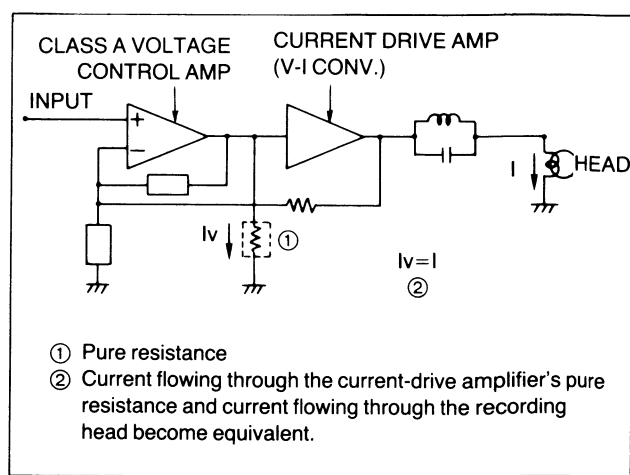 CLASS A VOLTAGE
CONTROL AMP
CURRENT DRIVE AMP
(V-I CONV.)
INPUT
+
−
I
HEAD
Iv
①
Iv=I
②
① Pure resistance
② Current flowing through the current-drive amplifier's pure
resistance and current flowing through the recording
head become equivalent.